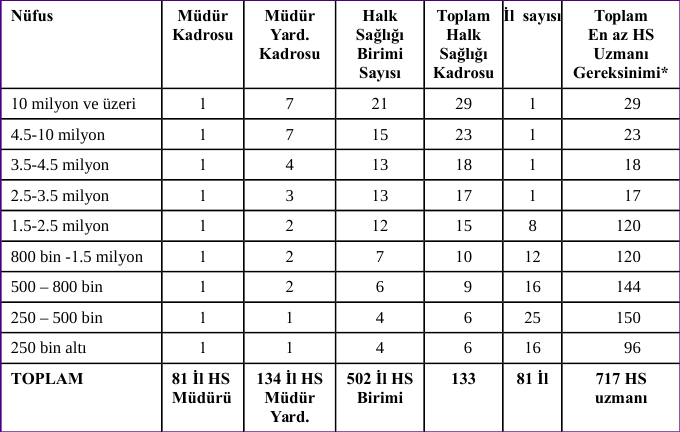 Nüfus Müdür Kadrosu Müdür Yard. Kadrosu Halk Sağlığı Birimi Sayısı Toplam Halk Sağlığı Kadrosu İl sayısı Toplam En az HS Uzmanı Gereksinimi*
10 milyon ve üzeri 1 7 21 29 1 29
4.5-10 milyon 1 7 15 23 1 23
3.5-4.5 milyon 1 4 13 18 1 18
2.5-3.5 milyon 1 3 13 17 1 17
1.5-2.5 milyon 1 2 12 15 8 120
800 bin -1.5 milyon 1 2 7 10 12 120
500 – 800 bin 1 2 6 9 16 144
250 – 500 bin 1 1 4 6 25 150
250 bin altı 1 1 4 6 16 96
TOPLAM 81 İl HS Müdürü 134 İl HS Müdür Yard. 502 İl HS Birimi 133 81 İl 717 HS uzmanı